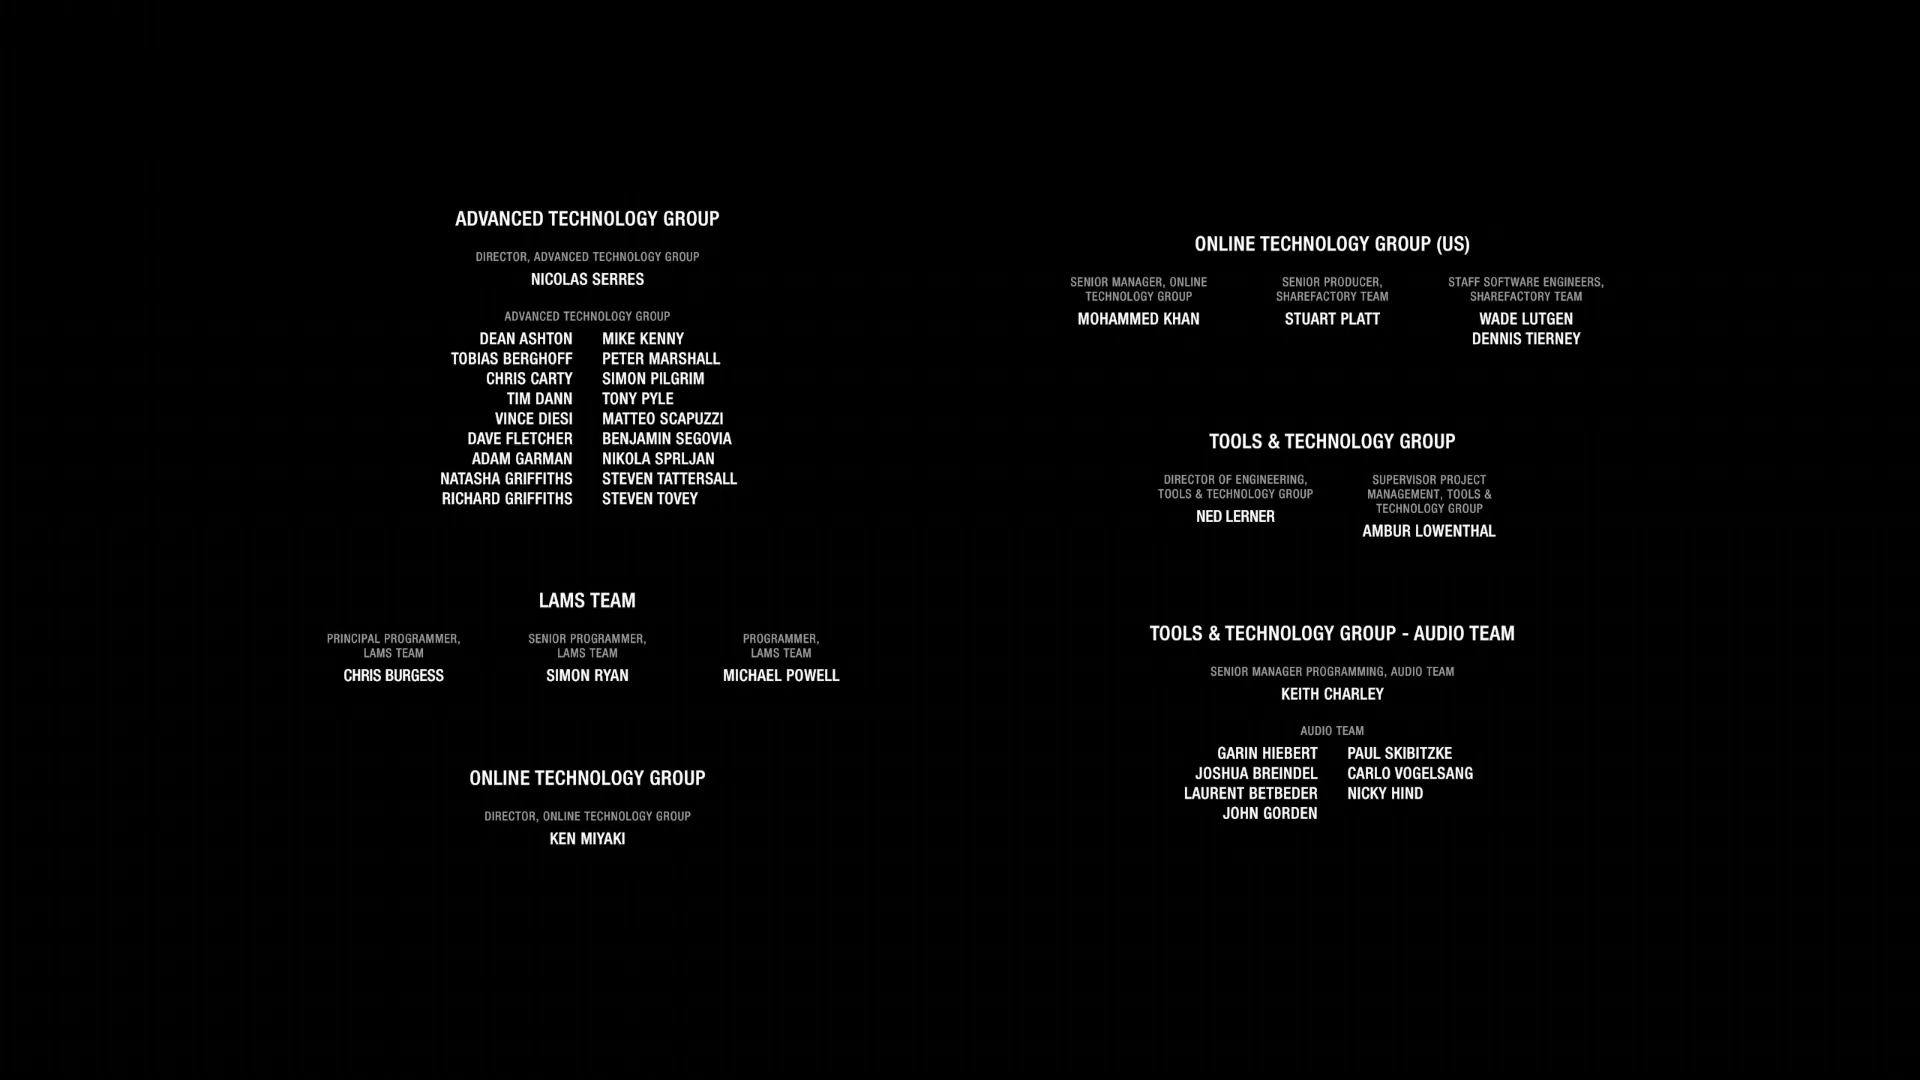 ADVANCED TECHNOLOGY GROUP
DIRECTOR, ADVANCED TECHNOLOGY GROUP
NICOLAS SERRES
ADVANCED TECHNOLOGY GROUP
DEAN ASHTON MIKE KENNY
TOBIAS BERGHOFF PETER MARSHALL
CHRIS CARTY SIMON PILGRIM
TIM DANN TONY PYLE
VINCE DIESI MATTEO SCAPUZZI
DAVE FLETCHER BENJAMIN SEGOVIA
ADAM GARMAN NIKOLA SPRLJAN
NATASHA GRIFFITHS STEVEN TATTERSALL
RICHARD GRIFFITHS STEVEN TOVEY
LAMS TEAM
PRINCIPAL PROGRAMMER,
LAMS TEAM
CHRIS BURGESS
SENIOR PROGRAMMER,
LAMS TEAM
SIMON RYAN
PROGRAMMER,
LAMS TEAM
MICHAEL POWELL
ONLINE TECHNOLOGY GROUP
DIRECTOR, ONLINE TECHNOLOGY GROUP
KEN MIYAKI
ONLINE TECHNOLOGY GROUP (US)
SENIOR MANAGER, ONLINE
TECHNOLOGY GROUP
MOHAMMED KHAN
SENIOR PRODUCER,
SHAREFACTORY TEAM
STUART PLATT
STAFF SOFTWARE ENGINEERS,
SHAREFACTORY TEAM
WADE LUTGEN
DENNIS TIERNEY
TOOLS & TECHNOLOGY GROUP
DIRECTOR OF ENGINEERING,
TOOLS & TECHNOLOGY GROUP
NED LERNER
SUPERVISOR PROJECT
MANAGEMENT, TOOLS &
TECHNOLOGY GROUP
AMBUR LOWENTHAL
TOOLS & TECHNOLOGY GROUP - AUDIO TEAM
SENIOR MANAGER PROGRAMMING, AUDIO TEAM
KEITH CHARLEY
AUDIO TEAM
GARIN HIEBERT PAUL SKIBITZKE
JOSHUA BREINDEL CARLO VOGELSANG
LAURENT BETBEDER NICKY HIND
JOHN GORDEN